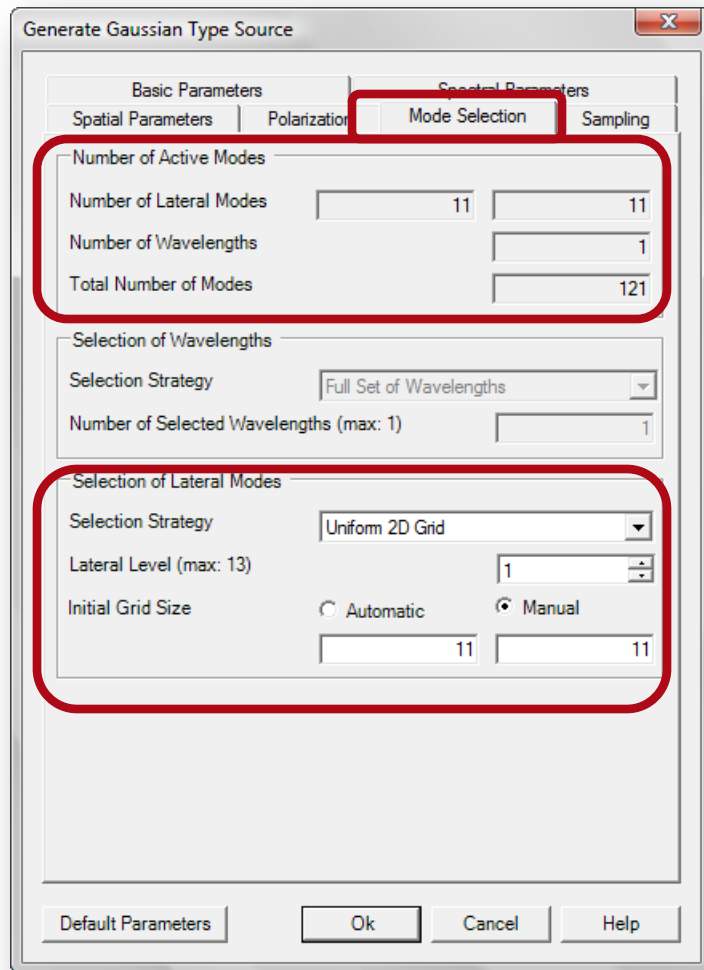 Generate Gaussian Type Source
Basic Parameters Spectral Parameters
Spatial Parameters Polarization Mode Selection Sampling
Number of Active Modes
Number of Lateral Modes 11 11
Number of Wavelengths 1
Total Number of Modes 121
Selection of Wavelengths
Selection Strategy Full Set of Wavelengths
Number of Selected Wavelengths (max: 1) 1
Selection of Lateral Modes
Selection Strategy Uniform 2D Grid
Lateral Level (max: 13) 1
Initial Grid Size Automatic Manual
11 11
Default Parameters Ok Cancel Help